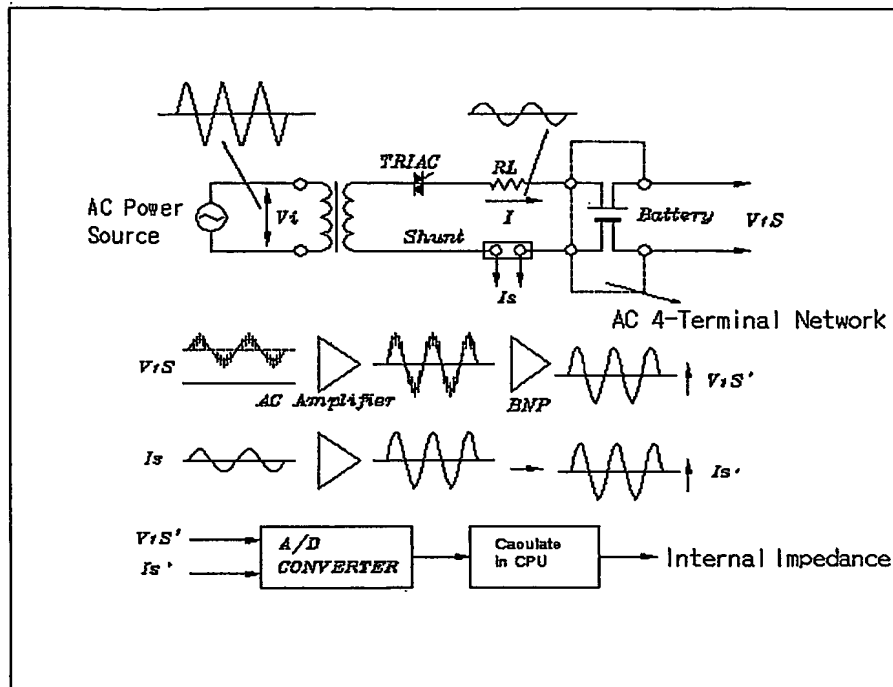 TRIAC
RL
AC Power
Source
Vi
I
Battery
VtS
Shunt
Is
AC 4-Terminal Network
VtS
AC Amplifier
BNP
VtS'
Is
Is'
VtS'
Is'
A/D
CONVERTER
Caoulate
in CPU
Internal Impedance